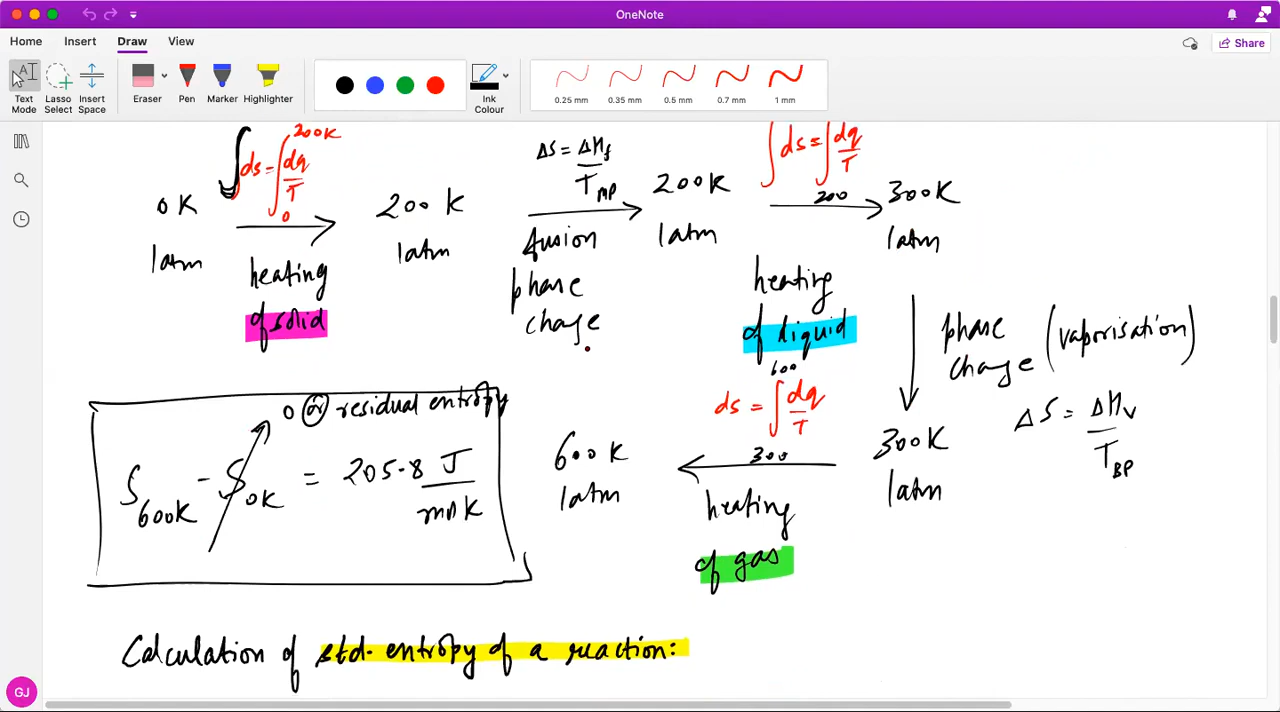 OneNote
Home Insert Draw View
Share
Text Mode
Lasso Select
Insert Space
Eraser
Pen
Marker
Highlighter
Ink Colour
0.25 mm 0.35 mm 0.5 mm 0.7 mm 1 mm
∫ds = ∫dq/T 0 200K
ΔS = ΔHf/TMP
∫ds = ∫dq/T 200
0K 1atm
heating of solid
200K 1atm
fusion phase change
200K 1atm
heating of liquid
300K 1atm
phase change (vaporisation)
ΔS = ΔHv/TBP
300K 1atm
ds = ∫dq/T 300 600
heating of gas
600K 1atm
0 or residual entropy
S600K - S0K = 205.8 J/mol K
Calculation of std. entropy of a reaction:
GJ